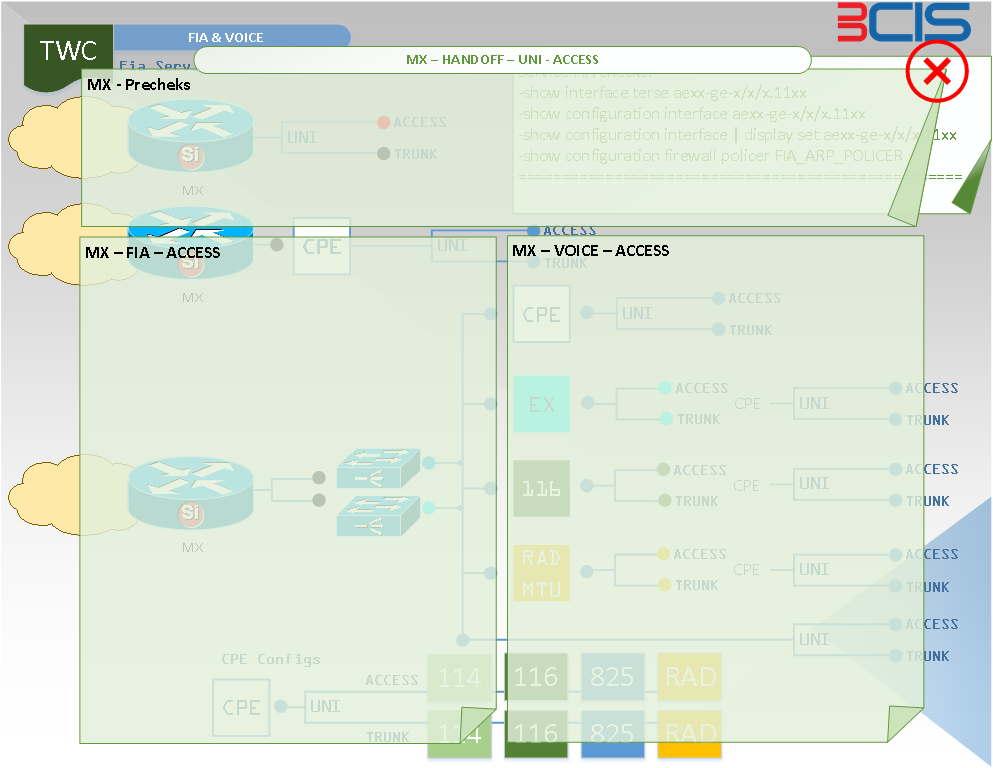 3CIS
TWC
FIA & VOICE
Fia Serv
MX – HANDOFF – UNI - ACCESS
MX - Precheks
-show interface terse aexx-ge-x/x/x.11xx
-show configuration interface aexx-ge-x/x/x.11xx
-show configuration interface | display set aexx-ge-x/x/x.11xx
-show configuration firewall policer FIA_ARP_POLICER
UNI
ACCESS
TRUNK
Si
MX
CPE
UNI
ACCESS
TRUNK
Si
MX
MX – FIA – ACCESS
MX – VOICE – ACCESS
CPE
UNI
ACCESS
TRUNK
EX
ACCESS
TRUNK
CPE
UNI
ACCESS
TRUNK
116
ACCESS
TRUNK
CPE
UNI
ACCESS
TRUNK
Si
MX
RAD
MTU
ACCESS
TRUNK
CPE
UNI
ACCESS
TRUNK
UNI
ACCESS
TRUNK
CPE Configs
CPE
UNI
ACCESS
114
116
825
RAD
TRUNK
114
116
825
RAD